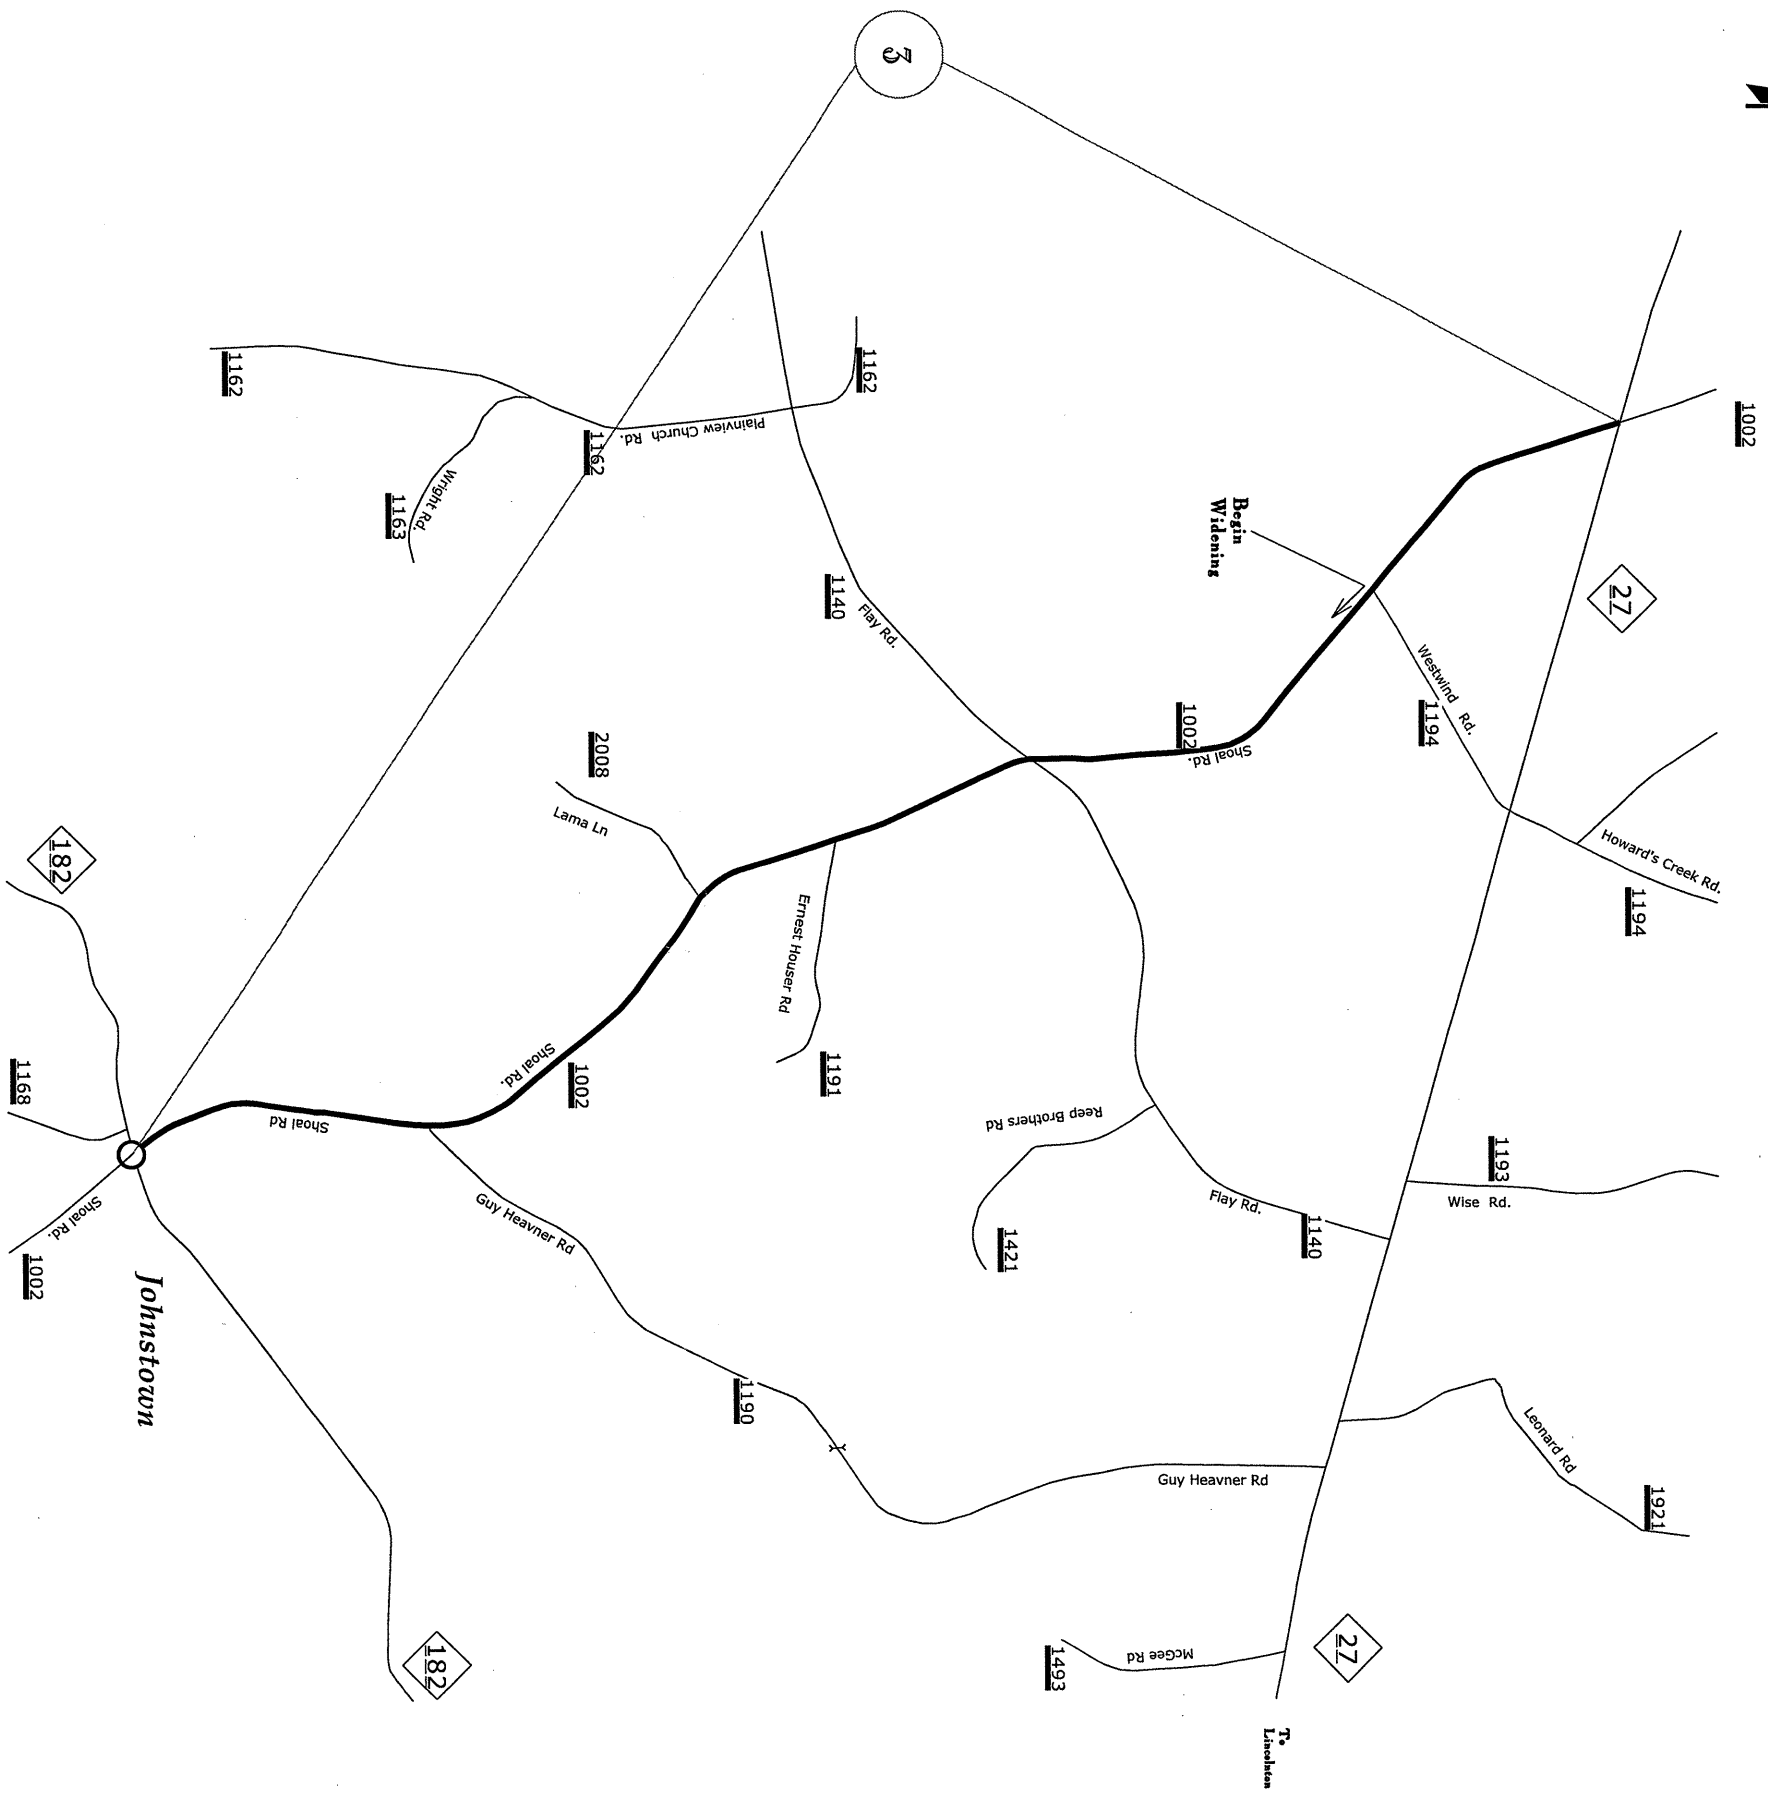 3
1002
27
1162
1162
Plainview Church Rd.
1162
Wright Rd.
1163
Begin
Widening
1140
Flay Rd.
Westwind Rd.
1194
1002
Shoal Rd.
2008
Lama Ln
Howard's Creek Rd.
1194
182
Ernest Houser Rd
1191
Shoal Rd.
1002
1168
Shoal Rd
Reep Brothers Rd
1421
1193
Wise Rd.
Flay Rd.
1140
Shoal Rd.
1002
Johnstown
Guy Heavner Rd
1190
Guy Heavner Rd
Leonard Rd
1921
182
McGee Rd
1493
27
To
Lincolnton